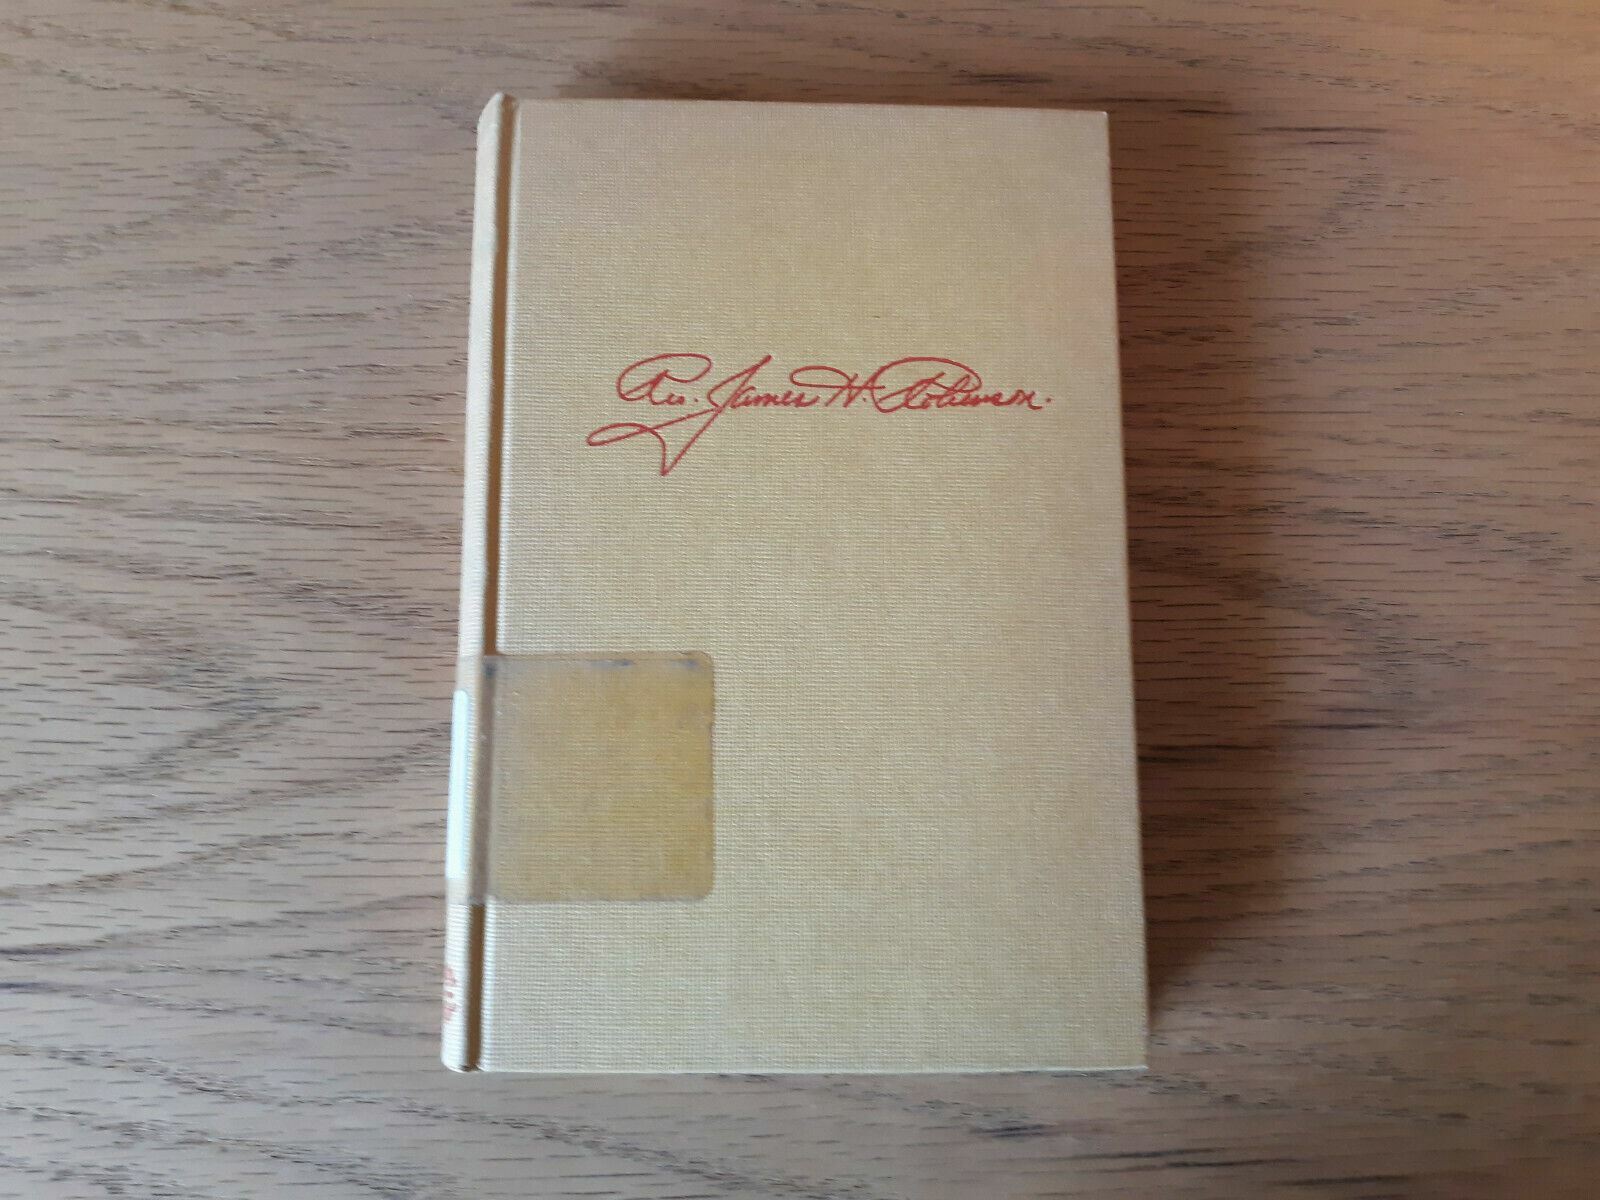 Rev. James H. Robinson.